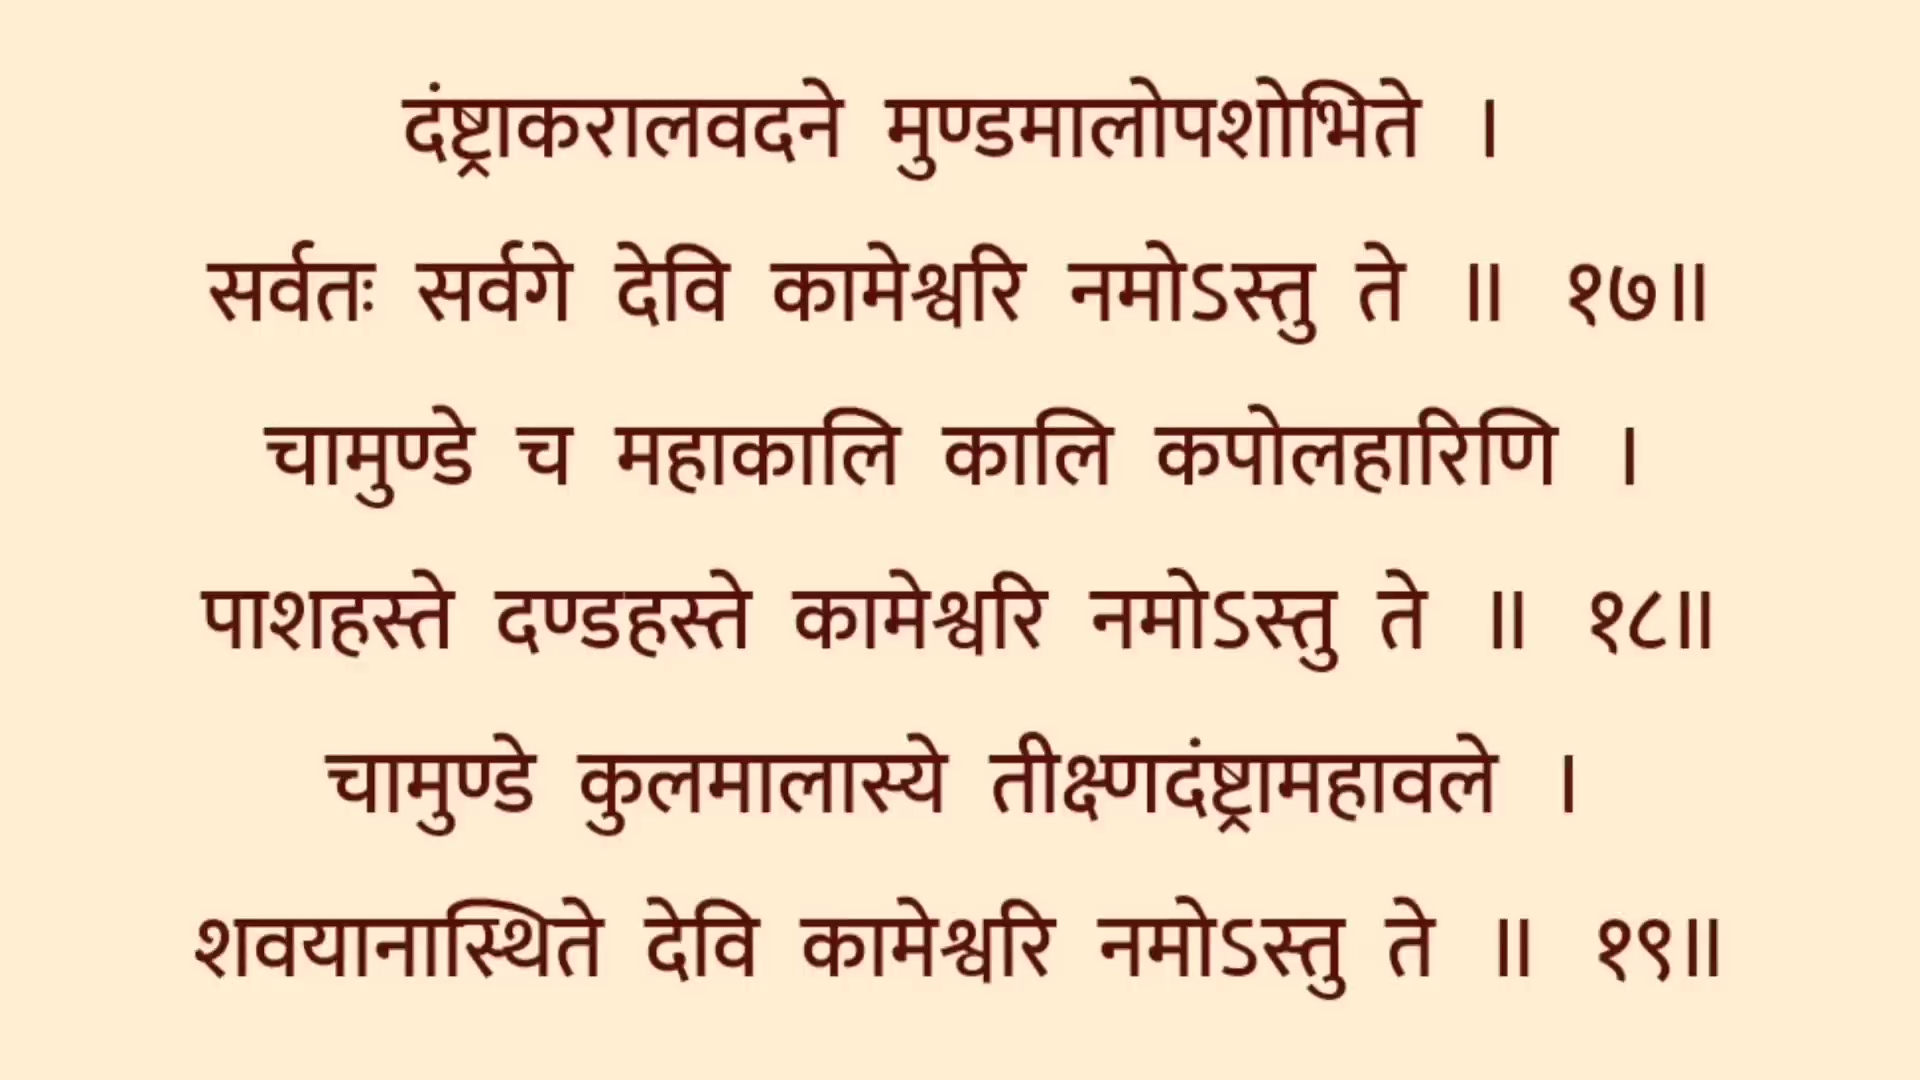 दंष्ट्राकरालवदने मुण्डमालोपशोभिते ।
सर्वतः सर्वगे देवि कामेश्वरि नमोऽस्तु ते ॥ १७॥
चामुण्डे च महाकालि कालि कपोलहारिणि ।
पाशहस्ते दण्डहस्ते कामेश्वरि नमोऽस्तु ते ॥ १८॥
चामुण्डे कुलमालास्ये तीक्ष्णदंष्ट्रामहावले ।
शवयानास्थिते देवि कामेश्वरि नमोऽस्तु ते ॥ १९॥